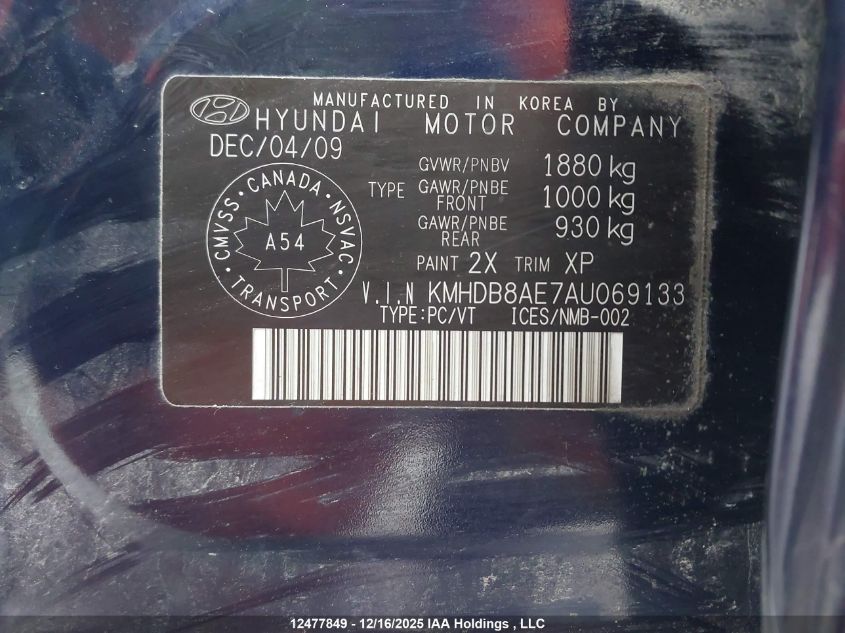 MANUFACTURED IN KOREA BY
HYUNDAI MOTOR COMPANY
DEC/04/09
GVWR/PNBV 1880 kg
TYPE GAWR/PNBE FRONT 1000 kg
GAWR/PNBE REAR 930 kg
PAINT 2X TRIM XP
CMVSS · CANADA · NSVAC · TRANSPORT ·
A54
V.I.N KMHDB8AE7AU069133
TYPE:PC/VT ICES/NMB-002
12477849 - 12/16/2025 IAA Holdings , LLC